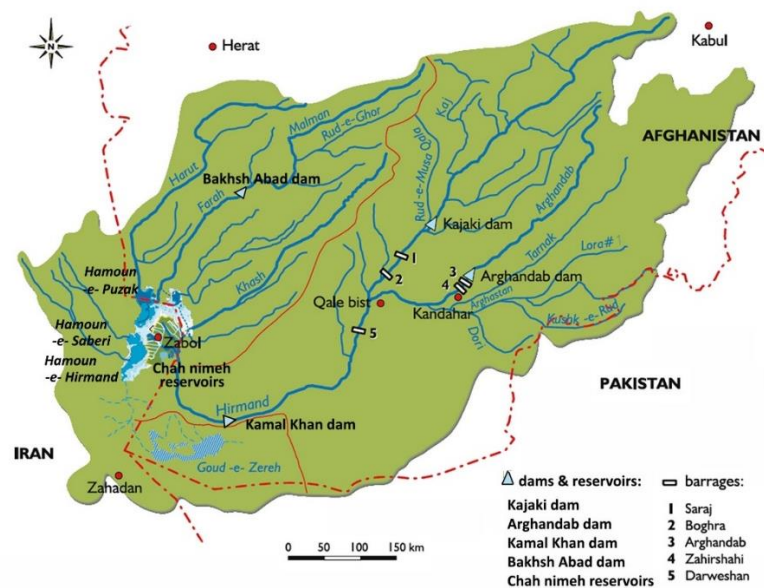 N
Herat
Kabul
Malman
Rud-e-Ghor
Kaj
AFGHANISTAN
Harut
Bakhsh Abad dam
Farah
Rud-e-Musa Qala
Arghandab
Kajaki dam
Tarnak
Lora#
1
2
3
4
Arghandab dam
Hamoun
-e- Puzak
Khash
Qale bist
Kandahar
Arghastan
Kushk -e-Rud
Hamoun
-e- Saberi
Zabol
5
Dori
Hamoun
-e- Hirmand
Chah nimeh
reservoirs
PAKISTAN
Hirmand
Kamal Khan dam
IRAN
Goud -e- Zereh
Zahadan
dams & reservoirs:
Kajaki dam
Arghandab dam
Kamal Khan dam
Bakhsh Abad dam
Chah nimeh reservoirs
barrages:
1 Saraj
2 Boghra
3 Arghandab
4 Zahirshahi
5 Darweshan
0 50 100 150 km